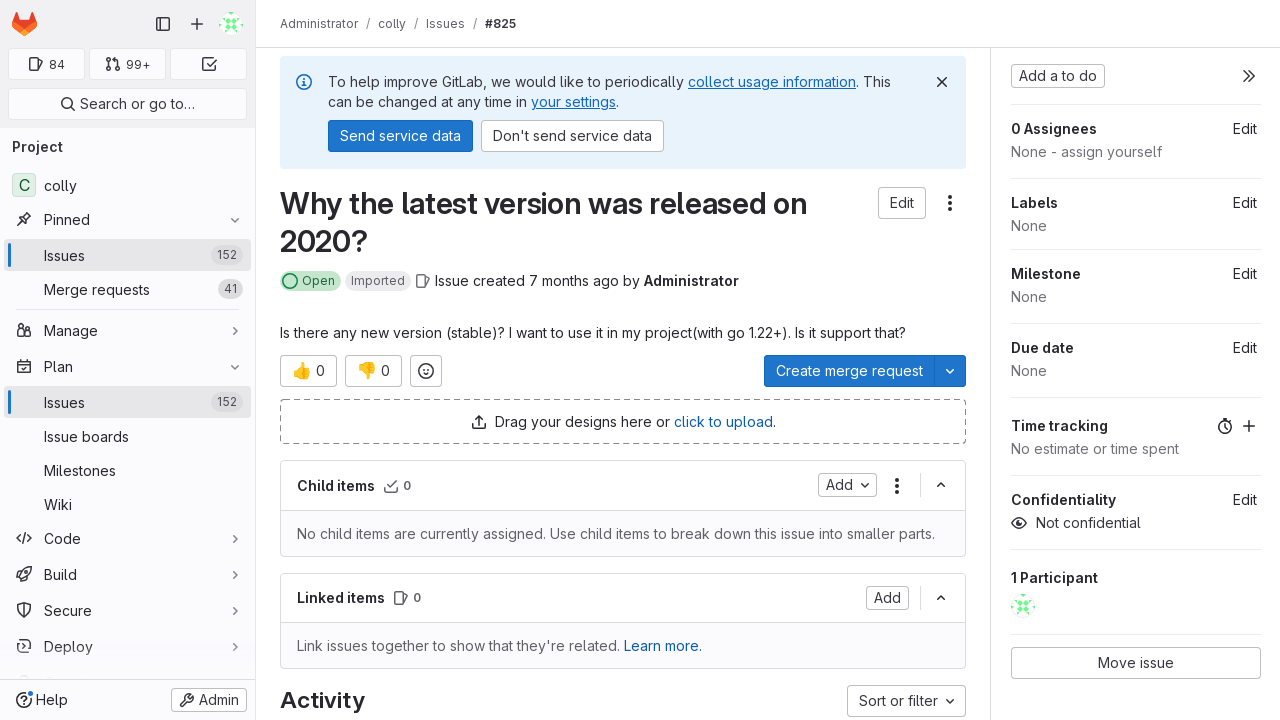 84
99+
Search or go to…
Project
C
colly
Pinned
Issues
152
Merge requests
41
Manage
Plan
Issues
152
Issue boards
Milestones
Wiki
Code
Build
Secure
Deploy
Help
Admin
Administrator / colly / Issues / #825
To help improve GitLab, we would like to periodically collect usage information. This
can be changed at any time in your settings.
Send service data
Don't send service data
Why the latest version was released on
2020?
Edit
Open
Imported
Issue created 7 months ago by Administrator
Is there any new version (stable)? I want to use it in my project(with go 1.22+). Is it support that?
👍 0
👎 0
Create merge request
Drag your designs here or click to upload.
Child items
0
Add
No child items are currently assigned. Use child items to break down this issue into smaller parts.
Linked items
0
Add
Link issues together to show that they're related. Learn more.
Activity
Sort or filter
Add a to do
0 Assignees
Edit
None - assign yourself
Labels
Edit
None
Milestone
Edit
None
Due date
Edit
None
Time tracking
No estimate or time spent
Confidentiality
Edit
Not confidential
1 Participant
Move issue